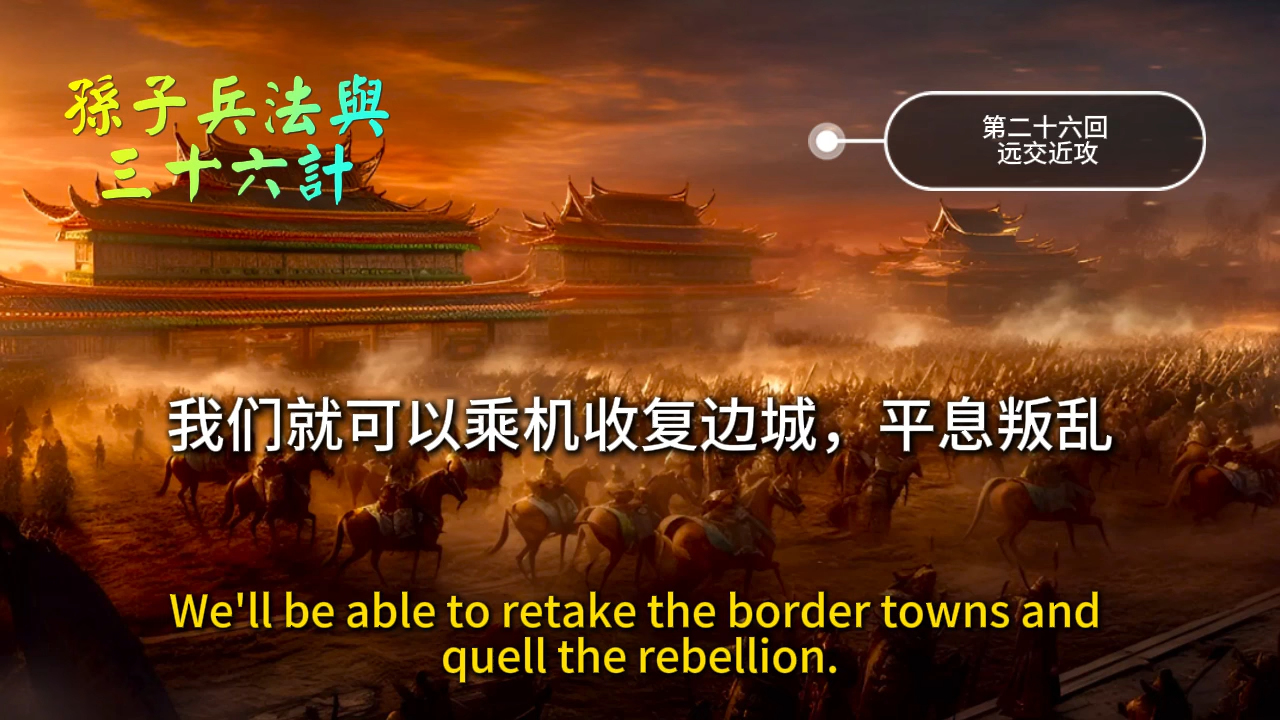 孫子兵法與
三十六計
第二十六回
远交近攻
我们就可以乘机收复边城，平息叛乱
We'll be able to retake the border towns and
quell the rebellion.